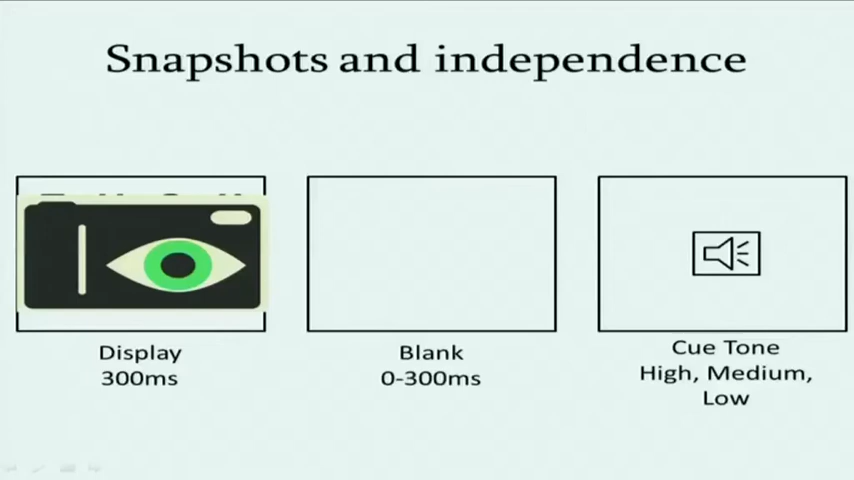 Snapshots and independence
Display
300ms
Blank
0-300ms
Cue Tone
High, Medium,
Low